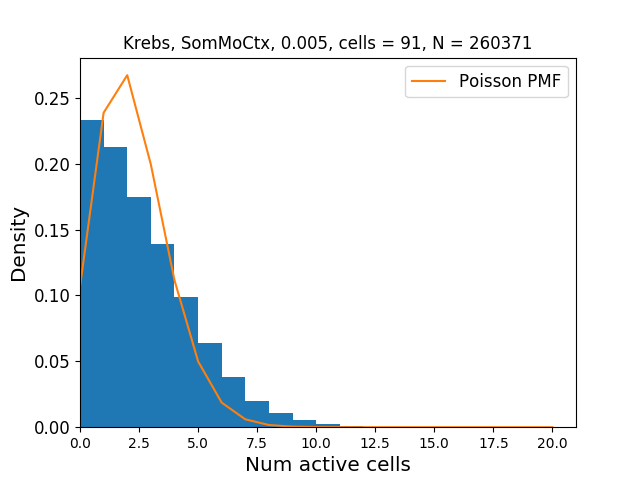 Krebs, SomMoCtx, 0.005, cells = 91, N = 260371
Poisson PMF
Density
0.25
0.20
0.15
0.10
0.05
0.00
0.0 2.5 5.0 7.5 10.0 12.5 15.0 17.5 20.0
Num active cells